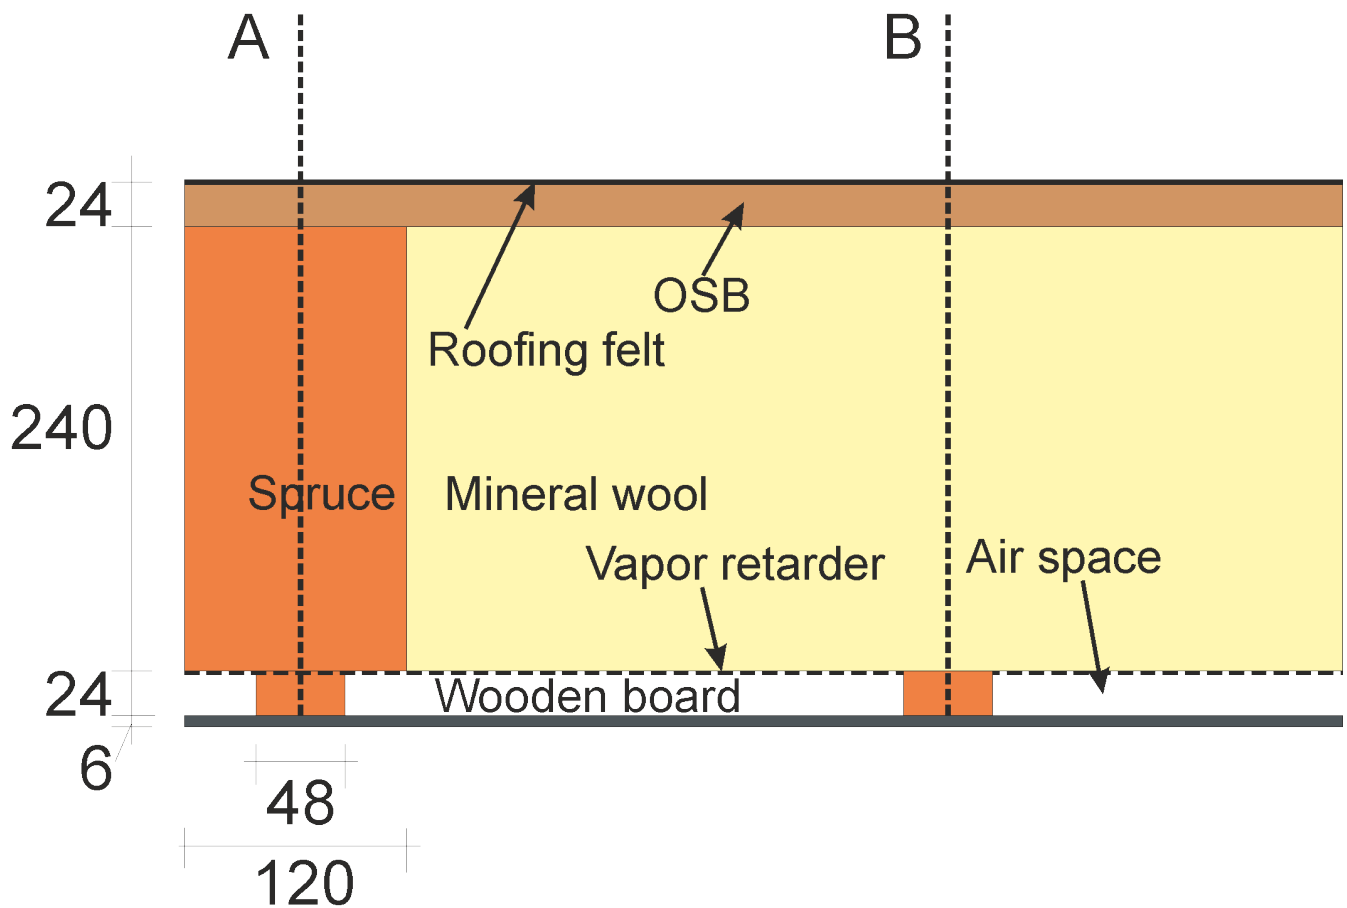 A
B
24
OSB
Roofing felt
240
Spruce
Mineral wool
Vapor retarder
Air space
24
Wooden board
6
48
120